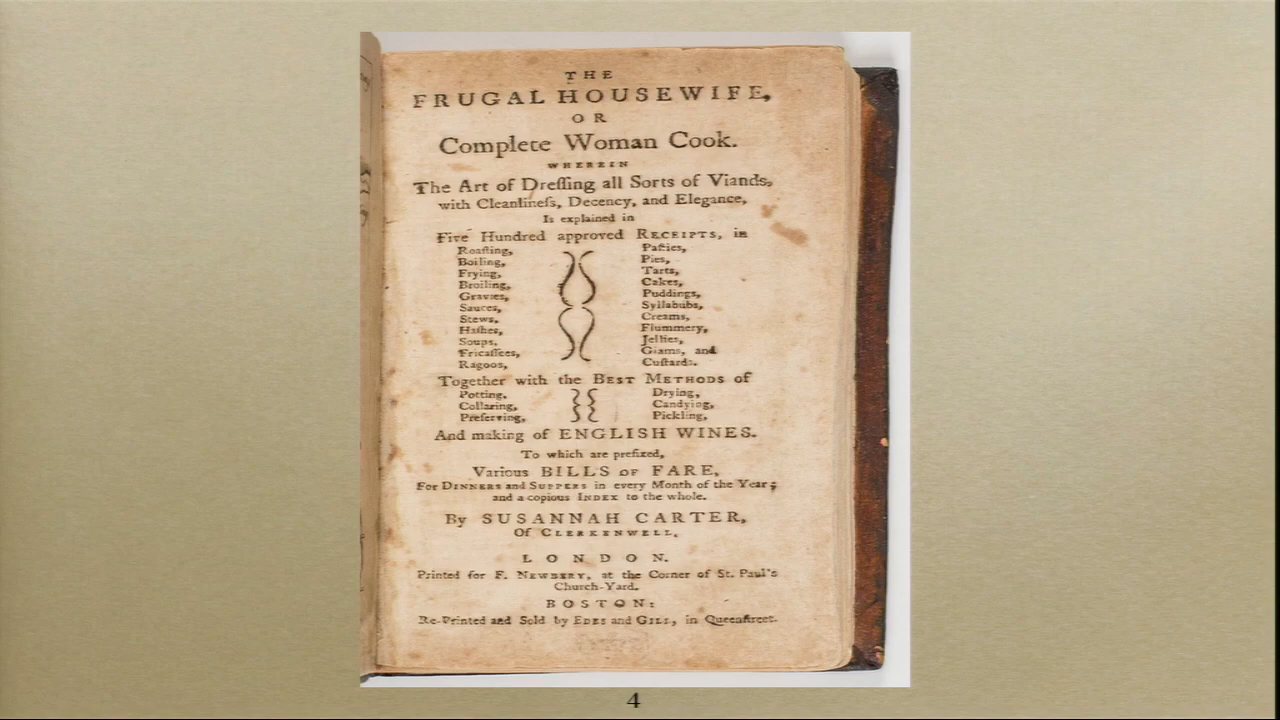 THE
FRUGAL HOUSEWIFE,
OR
Complete Woman Cook.
WHEREIN
The Art of Dreſſing all Sorts of Viands,
with Cleanlineſs, Decency, and Elegance,
Is explained in
Five Hundred approved RECEIPTS, in
Roaſting,
Boiling,
Frying,
Broiling,
Gravies,
Sauces,
Stews,
Haſhes,
Soups,
Fricaſſees,
Ragoos,
Paſties,
Pies,
Tarts,
Cakes,
Puddings,
Syllabubs,
Creams,
Flummery,
Jellies,
Giams, and
Cuſtards.
Together with the BEST METHODS of
Potting,
Collaring,
Preſerving,
Drying,
Candying,
Pickling,
And making of ENGLISH WINES.
To which are prefixed,
Various BILLS OF FARE,
For DINNERS and SUPPERS in every Month of the Year;
and a copious INDEX to the whole.
By SUSANNAH CARTER,
Of CLERKENWELL.
LONDON.
Printed for F. NEWBERY, at the Corner of St. Paul's
Church-Yard.
BOSTON:
Re-Printed and Sold by EDES and GILL, in Queenſtreet.
4